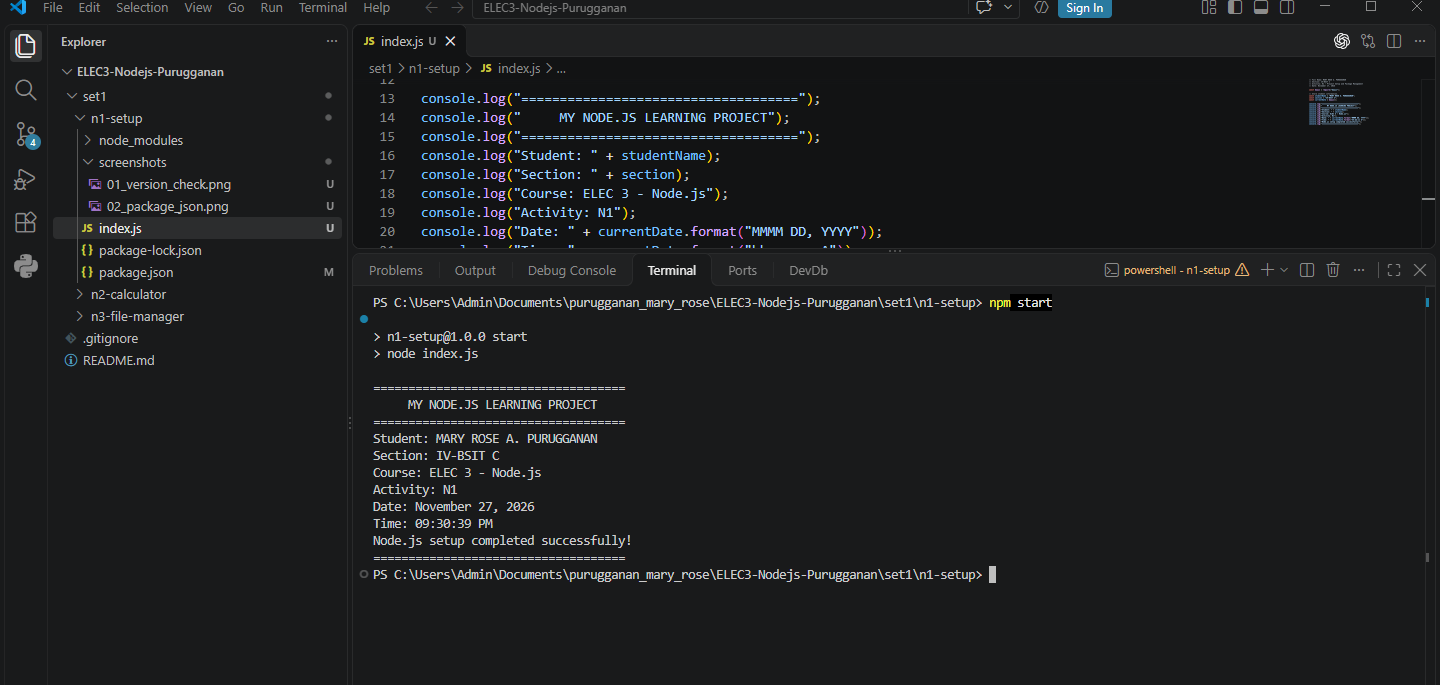 File Edit Selection View Go Run Terminal Help ELEC3-Nodejs-Purugganan Sign In
Explorer
ELEC3-Nodejs-Purugganan
set1
n1-setup
node_modules
screenshots
01_version_check.png U
02_package_json.png U
JS index.js U
{} package-lock.json
{} package.json M
n2-calculator
n3-file-manager
.gitignore
README.md
4
JS index.js U
set1 > n1-setup > JS index.js > ...
12
13 console.log("====================================");
14 console.log("     MY NODE.JS LEARNING PROJECT");
15 console.log("====================================");
16 console.log("Student: " + studentName);
17 console.log("Section: " + section);
18 console.log("Course: ELEC 3 - Node.js");
19 console.log("Activity: N1");
20 console.log("Date: " + currentDate.format("MMMM DD, YYYY"));
Problems Output Debug Console Terminal Ports DevDb powershell - n1-setup
PS C:\Users\Admin\Documents\purugganan_mary_rose\ELEC3-Nodejs-Purugganan\set1\n1-setup> npm start
> n1-setup@1.0.0 start
> node index.js
====================================
     MY NODE.JS LEARNING PROJECT
====================================
Student: MARY ROSE A. PURUGGANAN
Section: IV-BSIT C
Course: ELEC 3 - Node.js
Activity: N1
Date: November 27, 2026
Time: 09:30:39 PM
Node.js setup completed successfully!
====================================
PS C:\Users\Admin\Documents\purugganan_mary_rose\ELEC3-Nodejs-Purugganan\set1\n1-setup>